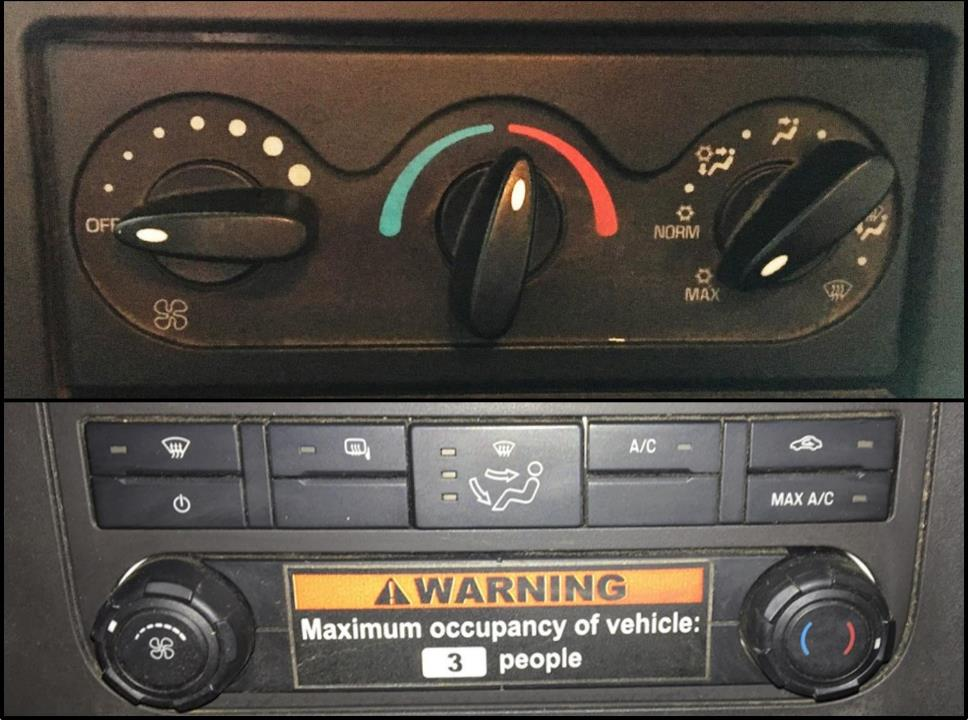 OFF
NORM
MAX
A/C
MAX A/C
WARNING
Maximum occupancy of vehicle:
3 people